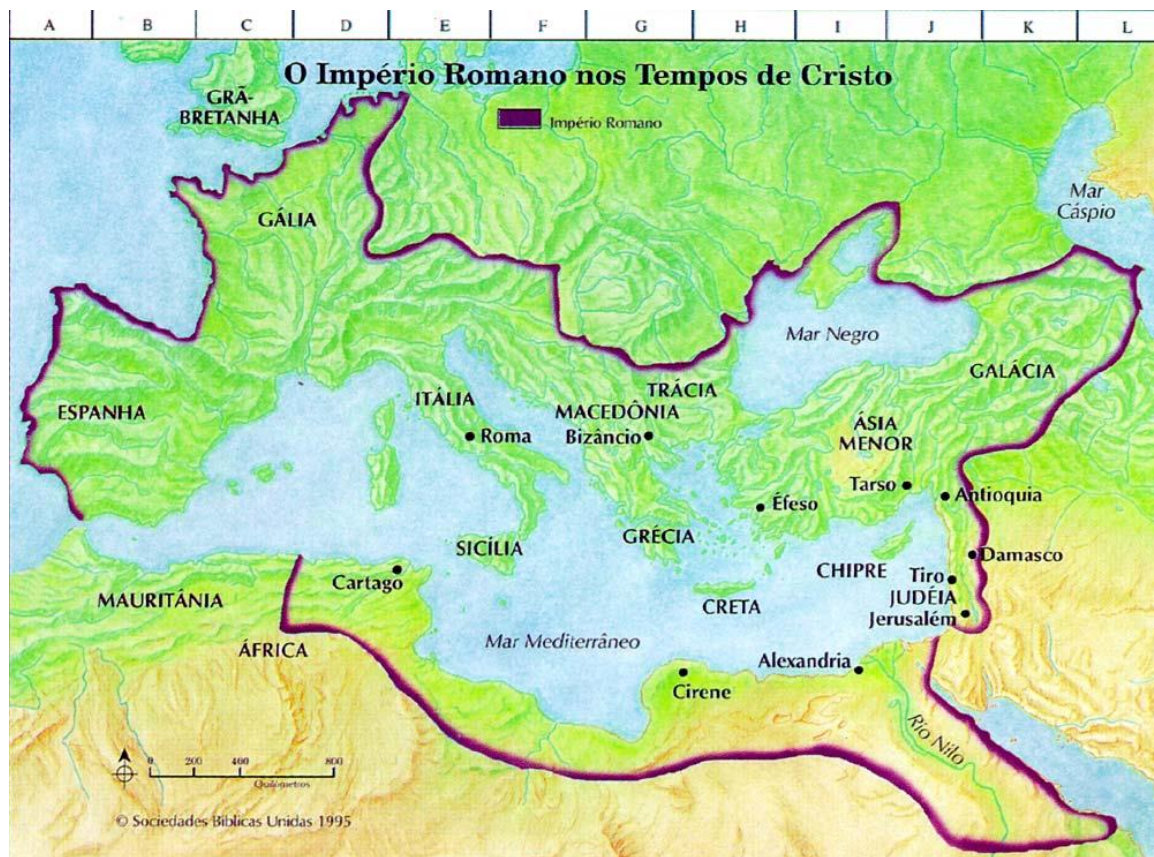 A B C D E F G H I J K L
O Império Romano nos Tempos de Cristo
Império Romano
GRÃ-
BRETANHA
Mar
Cáspio
GÁLIA
Mar Negro
GALÁCIA
TRÁCIA
ITÁLIA
MACEDÔNIA
ESPANHA
ÁSIA
MENOR
Roma
Bizâncio
Tarso
Antioquia
Éfeso
GRÉCIA
SICÍLIA
Damasco
CHIPRE
Cartago
Tiro
MAURITÁNIA
CRETA
JUDÉIA
Jerusalém
Mar Mediterrâneo
ÁFRICA
Alexandria
Cirene
Rio Nilo
0 200 400 800
Quilómetros
© Sociedades Bíblicas Unidas 1995